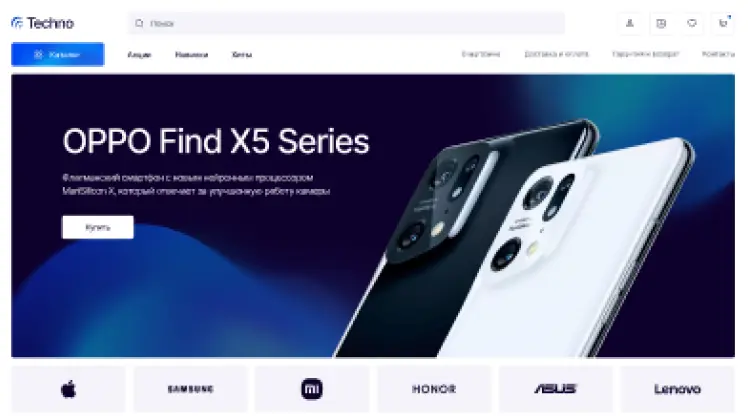 Techno
Поиск
Каталог
Акции
Новинки
Хиты
О магазине
Доставка и оплата
Гарантия и возврат
Контакты
OPPO Find X5 Series
Флагманский смартфон с новым нейронным процессором
MariSilicon X, который отвечает за улучшенную работу камеры
Купить
SAMSUNG
HONOR
ASUS
Lenovo